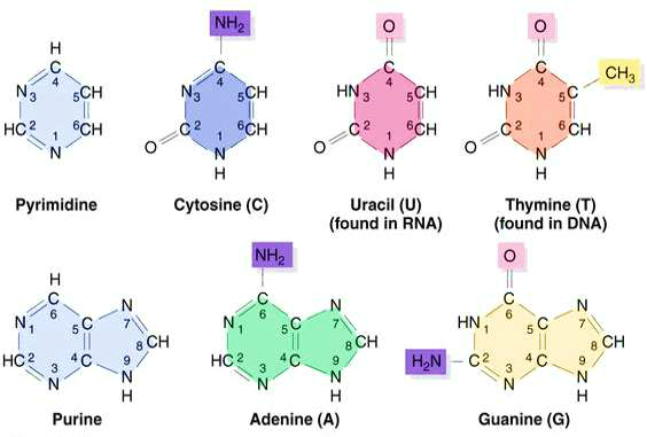 NH₂
O
O
CH₃
H
C
4
N
3
5
CH
HC
2
1
6
CH
N
C
4
N
3
5
CH
C
2
1
6
CH
O
N
H
C
4
HN
3
5
CH
C
2
1
6
CH
O
N
H
C
4
HN
3
5
C
C
2
1
6
CH
O
N
H
Pyrimidine
Cytosine (C)
Uracil (U)
(found in RNA)
Thymine (T)
(found in DNA)
NH₂
O
H
C
6
N
1
5
C
N
7
HC
2
4
C
8
CH
3
N
9
N
H
C
6
N
1
5
C
N
7
HC
2
4
C
8
CH
3
N
9
N
H
C
6
HN
1
5
C
N
7
H₂N
C
2
4
C
8
CH
3
N
9
N
H
Purine
Adenine (A)
Guanine (G)